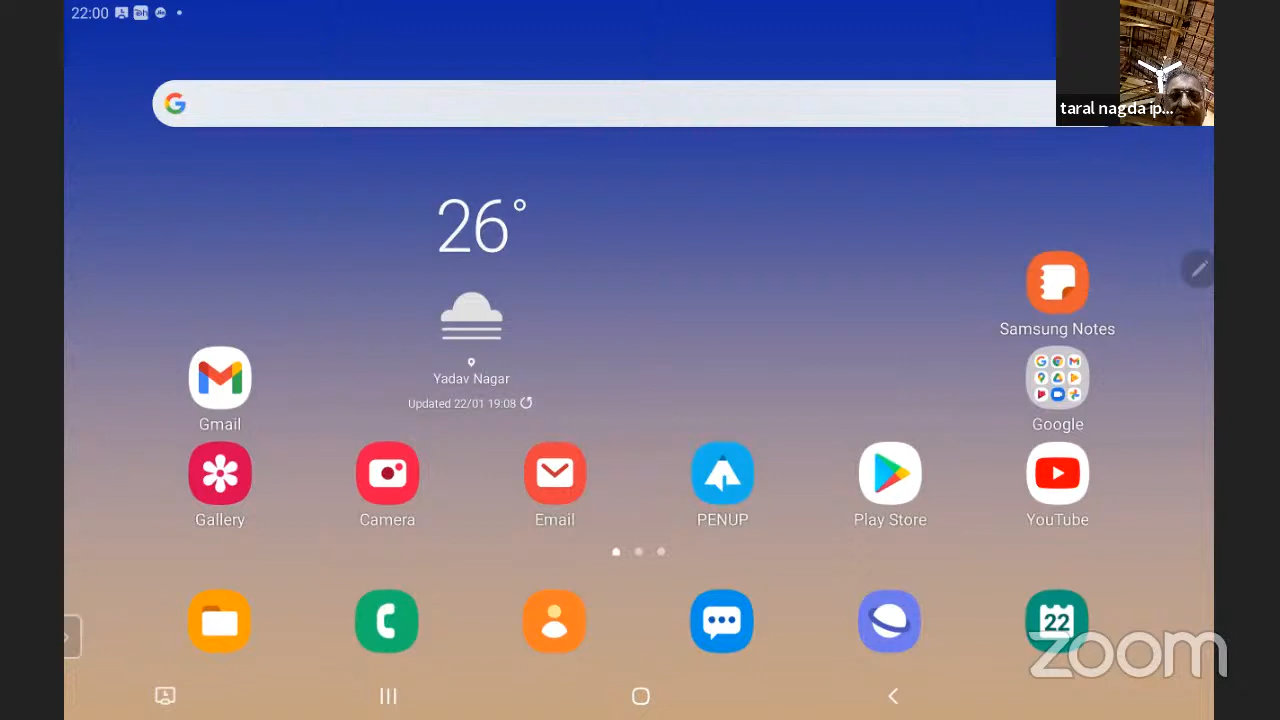 22:00
taral nagda ip...
26°
Yadav Nagar
Updated 22/01 19:08
Samsung Notes
Gmail
Google
Gallery
Camera
Email
PENUP
Play Store
YouTube
22
zoom